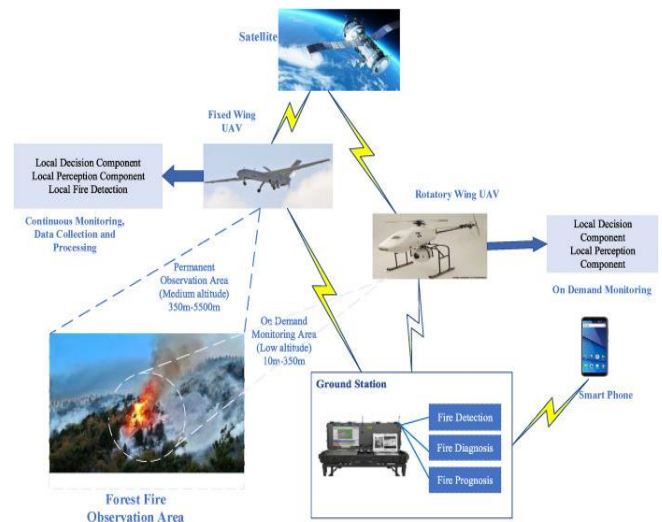 Satellite
Fixed Wing
UAV
Local Decision Component
Local Perception Component
Local Fire Detection
Continuous Monitoring,
Data Collection and
Processing
Rotatory Wing UAV
Local Decision
Component
Local Perception
Component
On Demand Monitoring
Permanent
Observation Area
(Medium altitude)
350m-5500m
On Demand
Monitoring Area
(Low altitude)
10m-350m
Ground Station
Fire Detection
Fire Diagnosis
Fire Prognosis
Smart Phone
Forest Fire
Observation Area